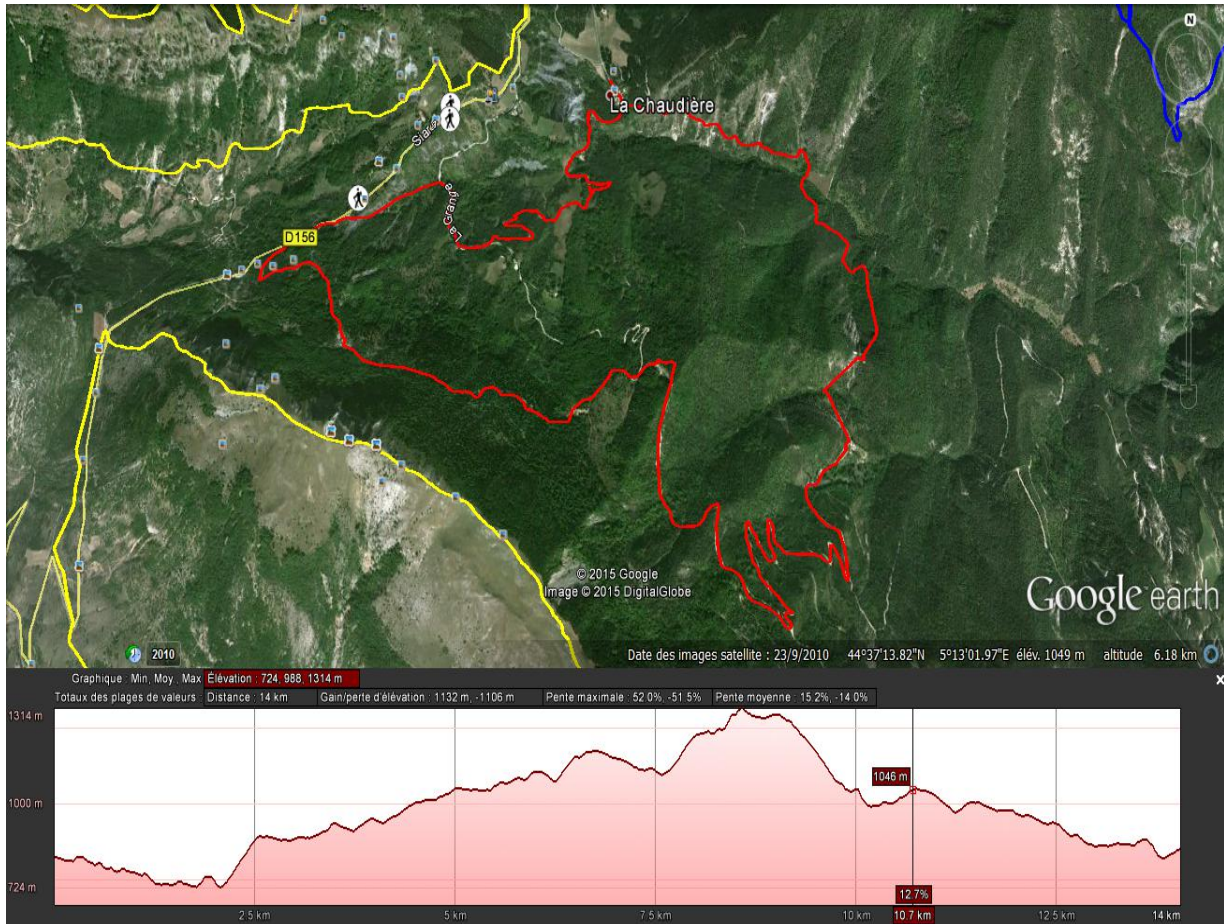 N
La Chaudière
Siara
La Grange
D156
© 2015 Google
Image © 2015 DigitalGlobe
Google earth
2010
Date des images satellite : 23/9/2010 44°37'13.82"N 5°13'01.97"E élév. 1049 m altitude 6.18 km
Graphique : Min, Moy., Max Élévation : 724, 988, 1314 m
x
Totaux des plages de valeurs : Distance : 14 km Gain/perte d'élévation : 1132 m, -1106 m Pente maximale : 52.0%, -51.5% Pente moyenne : 15.2%, -14.0%
1314 m
1046 m
1000 m
724 m
12.7%
2.5 km 5 km 7.5 km 10 km 10.7 km 12.5 km 14 km